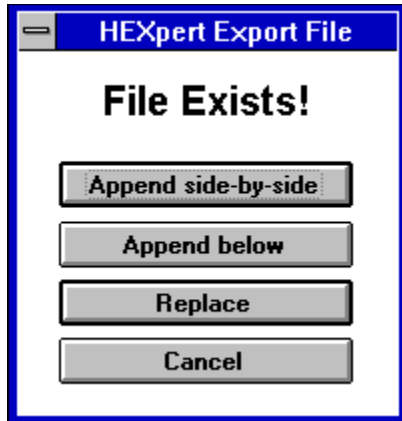 HEXpert Export File
File Exists!
Append side-by-side
Append below
Replace
Cancel